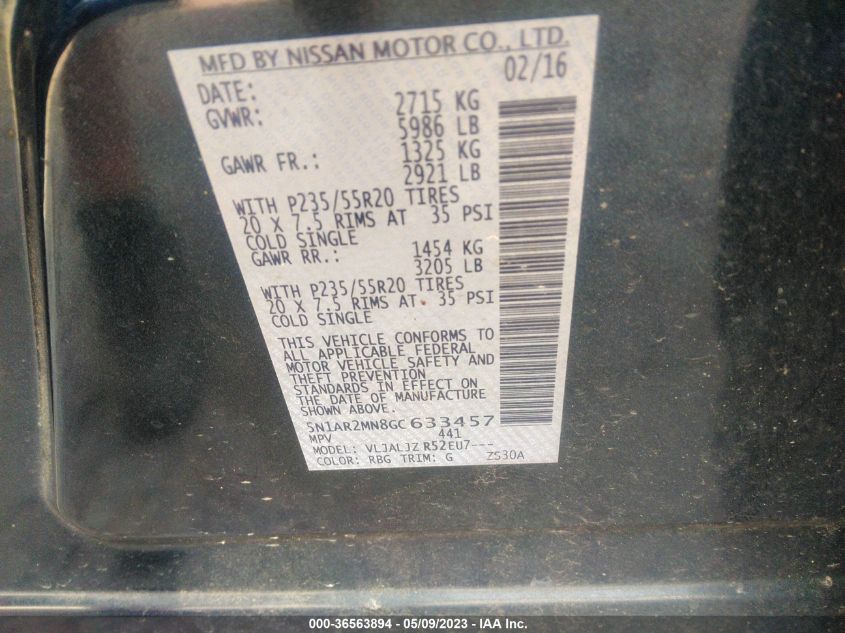 MFD BY NISSAN MOTOR CO., LTD.
DATE: 02/16
GVWR: 2715 KG
5986 LB
GAWR FR.: 1325 KG
2921 LB
WITH P235/55R20 TIRES
20 X 7.5 RIMS AT 35 PSI
COLD SINGLE
GAWR RR.: 1454 KG
3205 LB
WITH P235/55R20 TIRES
20 X 7.5 RIMS AT 35 PSI
COLD SINGLE
THIS VEHICLE CONFORMS TO
ALL APPLICABLE FEDERAL
MOTOR VEHICLE SAFETY AND
THEFT PREVENTION
STANDARDS IN EFFECT ON
THE DATE OF MANUFACTURE
SHOWN ABOVE.
5N1AR2MN8GC633457
MPV 441
MODEL: VLJALJZ R52EU7---
COLOR: RBG TRIM: G ZS30A
000-36563894 - 05/09/2023 - IAAI.com